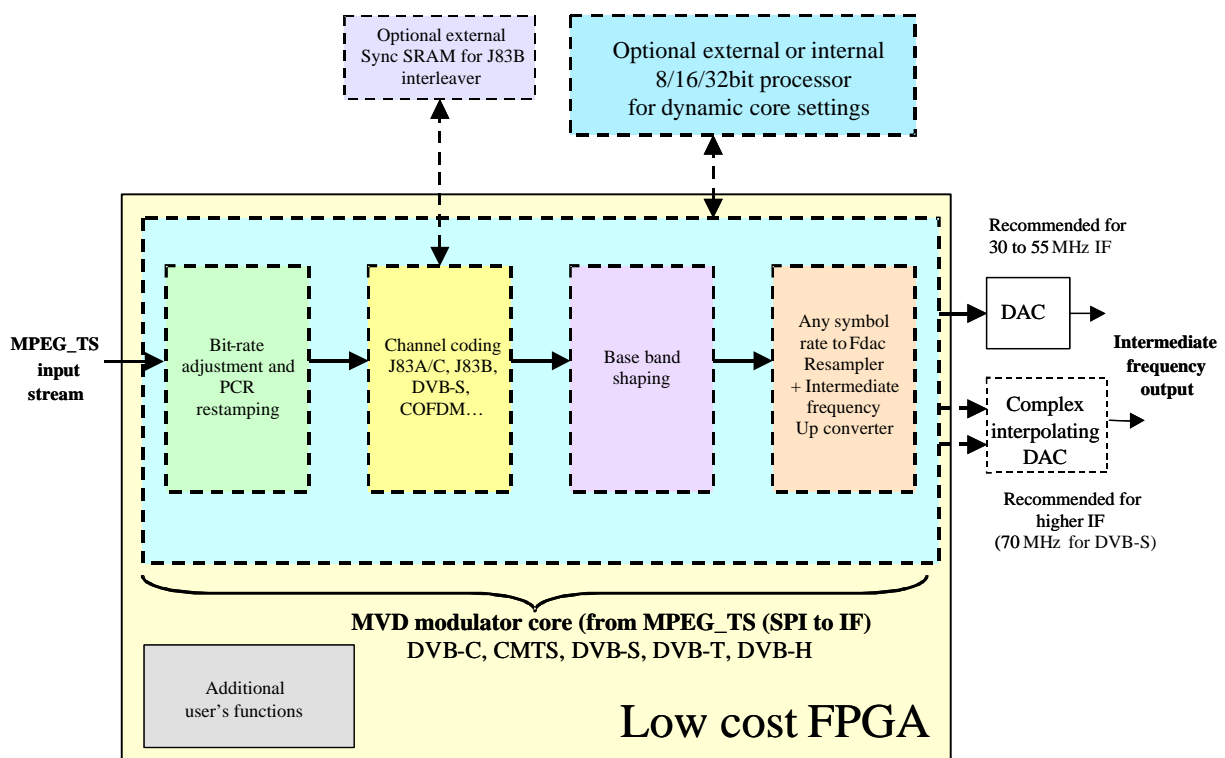 Optional external
Sync SRAM for J83B
interleaver
Optional external or internal
8/16/32bit processor
for dynamic core settings
Recommended for
30 to 55 MHz IF
MPEG_TS
input
stream
Bit-rate
adjustment and
PCR
restamping
Channel coding
J83A/C, J83B,
DVB-S,
COFDM…
Base band
shaping
Any symbol
rate to Fdac
Resampler
+ Intermediate
frequency
Up converter
DAC
Intermediate
frequency
output
Complex
interpolating
DAC
Recommended for
higher IF
(70 MHz for DVB-S)
MVD modulator core (from MPEG_TS (SPI to IF)
DVB-C, CMTS, DVB-S, DVB-T, DVB-H
Additional
user's functions
Low cost FPGA